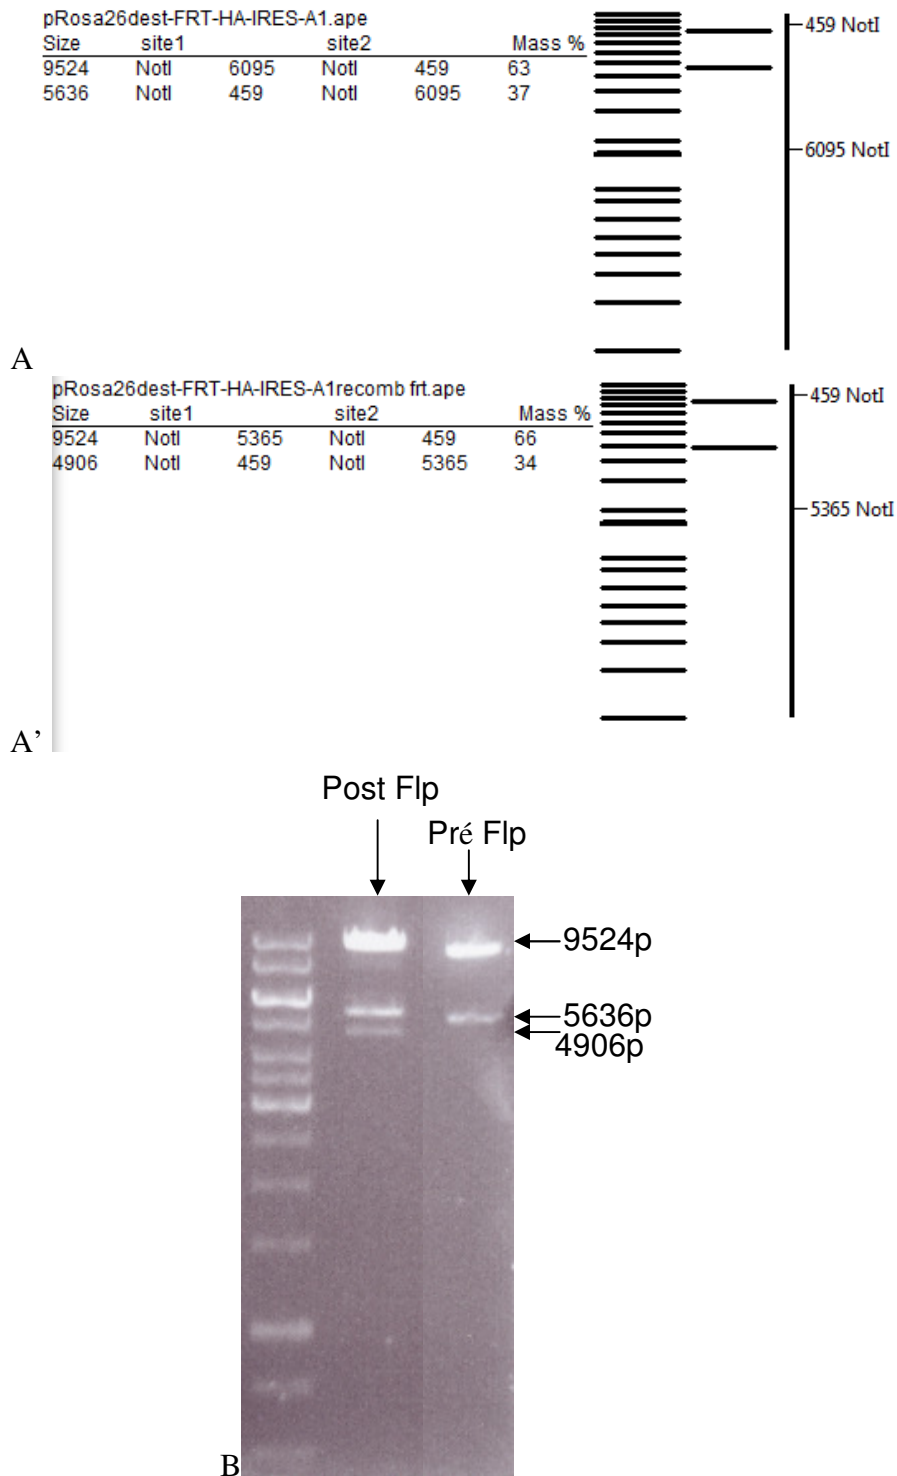 pRosa26dest-FRT-HA-IRES-A1.ape
Size site1 site2 Mass %
9524 NotI 6095 NotI 459 63
5636 NotI 459 NotI 6095 37
459 NotI
6095 NotI
A
pRosa26dest-FRT-HA-IRES-A1recomb frt.ape
Size site1 site2 Mass %
9524 NotI 5365 NotI 459 66
4906 NotI 459 NotI 5365 34
459 NotI
5365 NotI
A’
Post Flp
Pré Flp
9524p
5636p
4906p
B